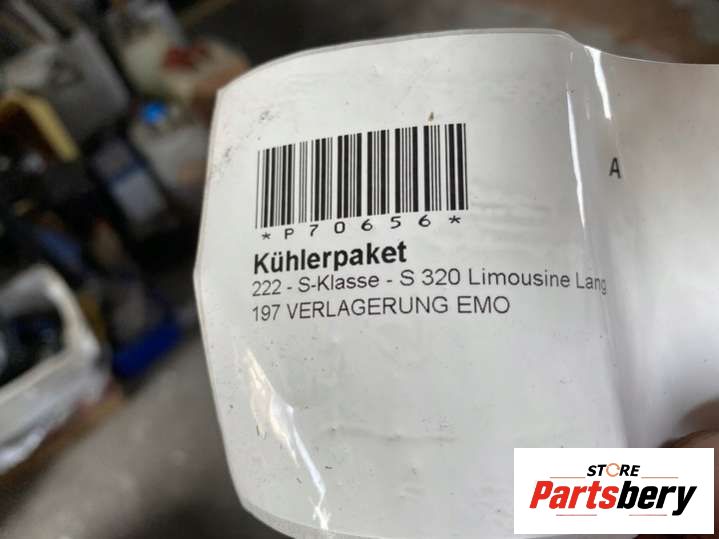 *P70656*
Kühlerpaket
222 - S-Klasse - S 320 Limousine Lang
197 VERLAGERUNG EMO
A
STORE
Partsbery